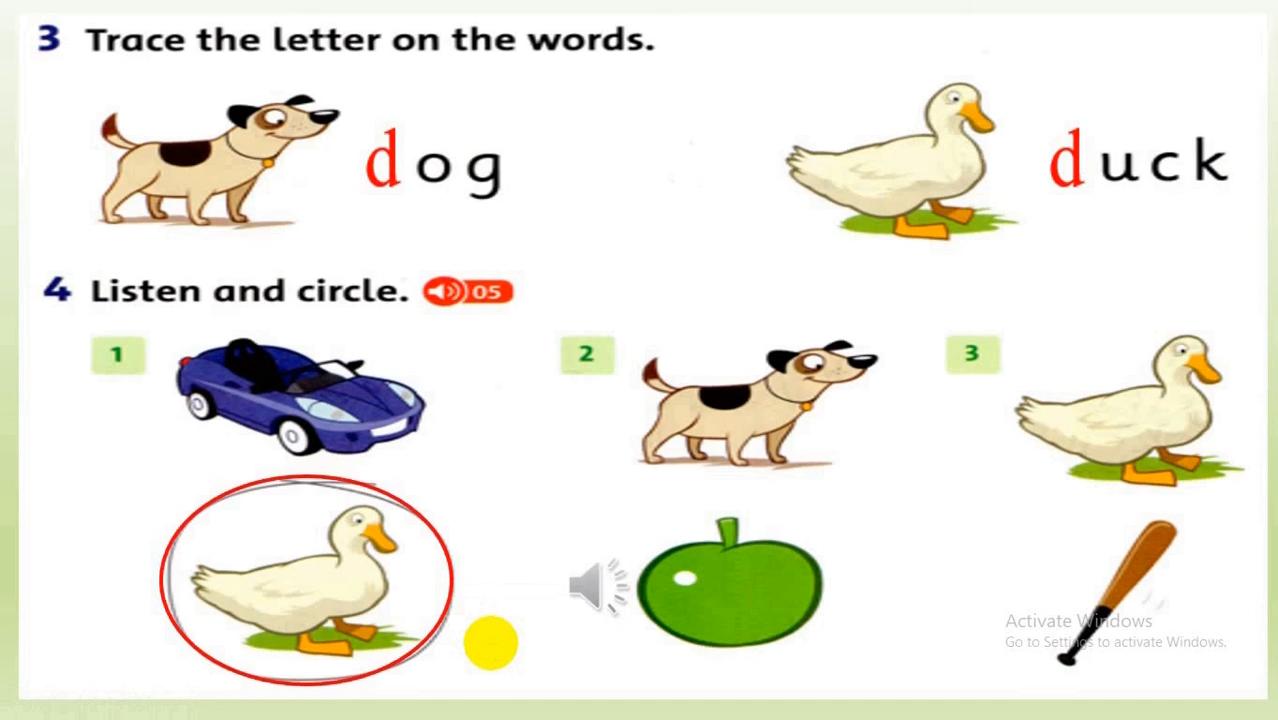 3 Trace the letter on the words.
dog
duck
4 Listen and circle. 05
1
2
3
Activate Windows
Go to Settings to activate Windows.